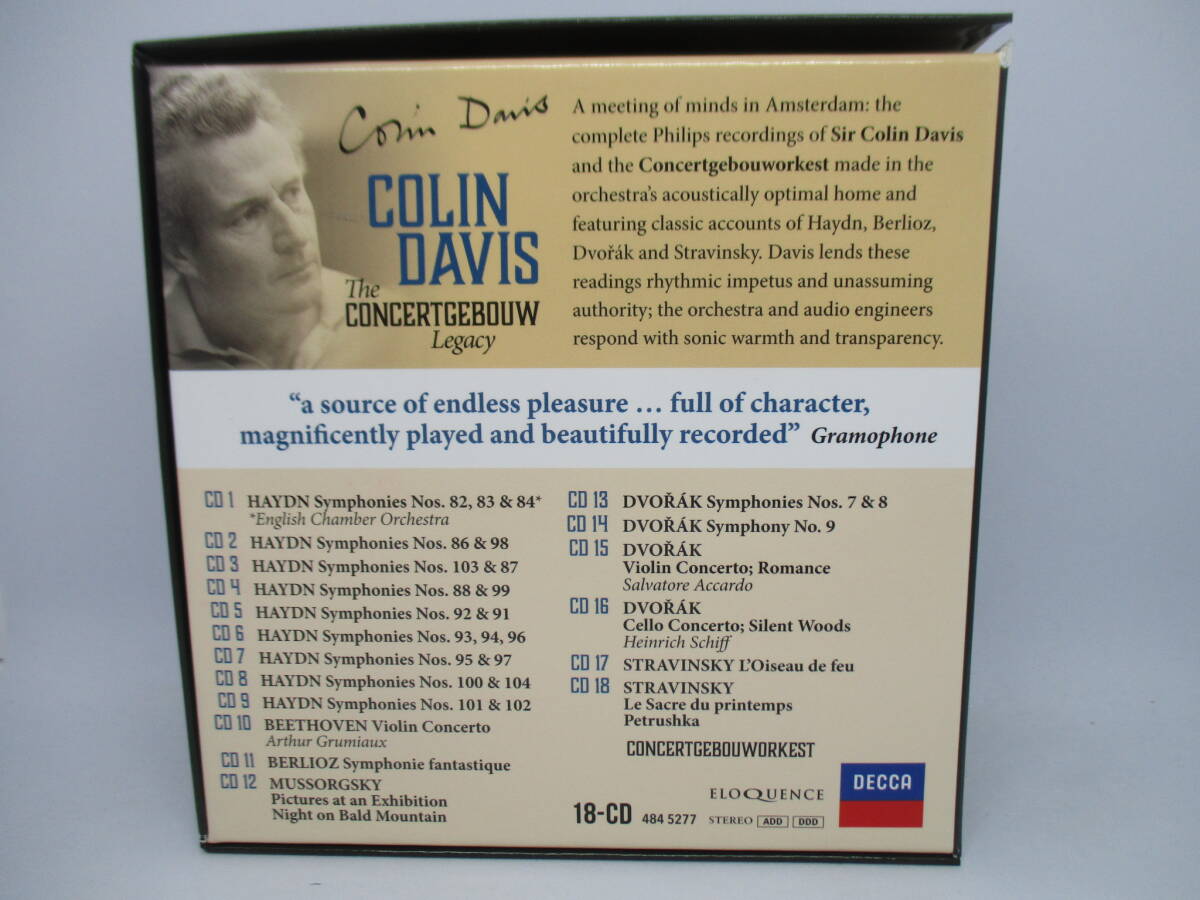 Colin Davis
COLIN
DAVIS
The
CONCERTGEBOUW
Legacy
A meeting of minds in Amsterdam: the
complete Philips recordings of Sir Colin Davis
and the Concertgebouworkest made in the
orchestra's acoustically optimal home and
featuring classic accounts of Haydn, Berlioz,
Dvořák and Stravinsky. Davis lends these
readings rhythmic impetus and unassuming
authority; the orchestra and audio engineers
respond with sonic warmth and transparency.
“a source of endless pleasure … full of character,
magnificently played and beautifully recorded” Gramophone
CD 1 HAYDN Symphonies Nos. 82, 83 & 84*
*English Chamber Orchestra
CD 2 HAYDN Symphonies Nos. 86 & 98
CD 3 HAYDN Symphonies Nos. 103 & 87
CD 4 HAYDN Symphonies Nos. 88 & 99
CD 5 HAYDN Symphonies Nos. 92 & 91
CD 6 HAYDN Symphonies Nos. 93, 94, 96
CD 7 HAYDN Symphonies Nos. 95 & 97
CD 8 HAYDN Symphonies Nos. 100 & 104
CD 9 HAYDN Symphonies Nos. 101 & 102
CD 10 BEETHOVEN Violin Concerto
Arthur Grumiaux
CD 11 BERLIOZ Symphonie fantastique
CD 12 MUSSORGSKY
Pictures at an Exhibition
Night on Bald Mountain
CD 13 DVOŘÁK Symphonies Nos. 7 & 8
CD 14 DVOŘÁK Symphony No. 9
CD 15 DVOŘÁK
Violin Concerto; Romance
Salvatore Accardo
CD 16 DVOŘÁK
Cello Concerto; Silent Woods
Heinrich Schiff
CD 17 STRAVINSKY L'Oiseau de feu
CD 18 STRAVINSKY
Le Sacre du printemps
Petrushka
CONCERTGEBOUWORKEST
ELOQUENCE
18-CD 484 5277 STEREO ADD DDD
DECCA